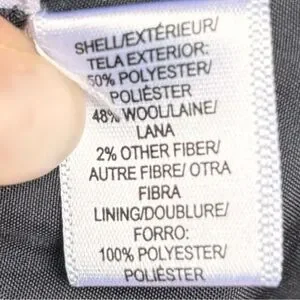 SHELL/EXTÉRIEUR/
TELA EXTERIOR:
50% POLYESTER/
POLIÉSTER
48% WOOL/LAINE/
LANA
2% OTHER FIBER/
AUTRE FIBRE/ OTRA
FIBRA
LINING/DOUBLURE/
FORRO:
100% POLYESTER/
POLIÉSTER